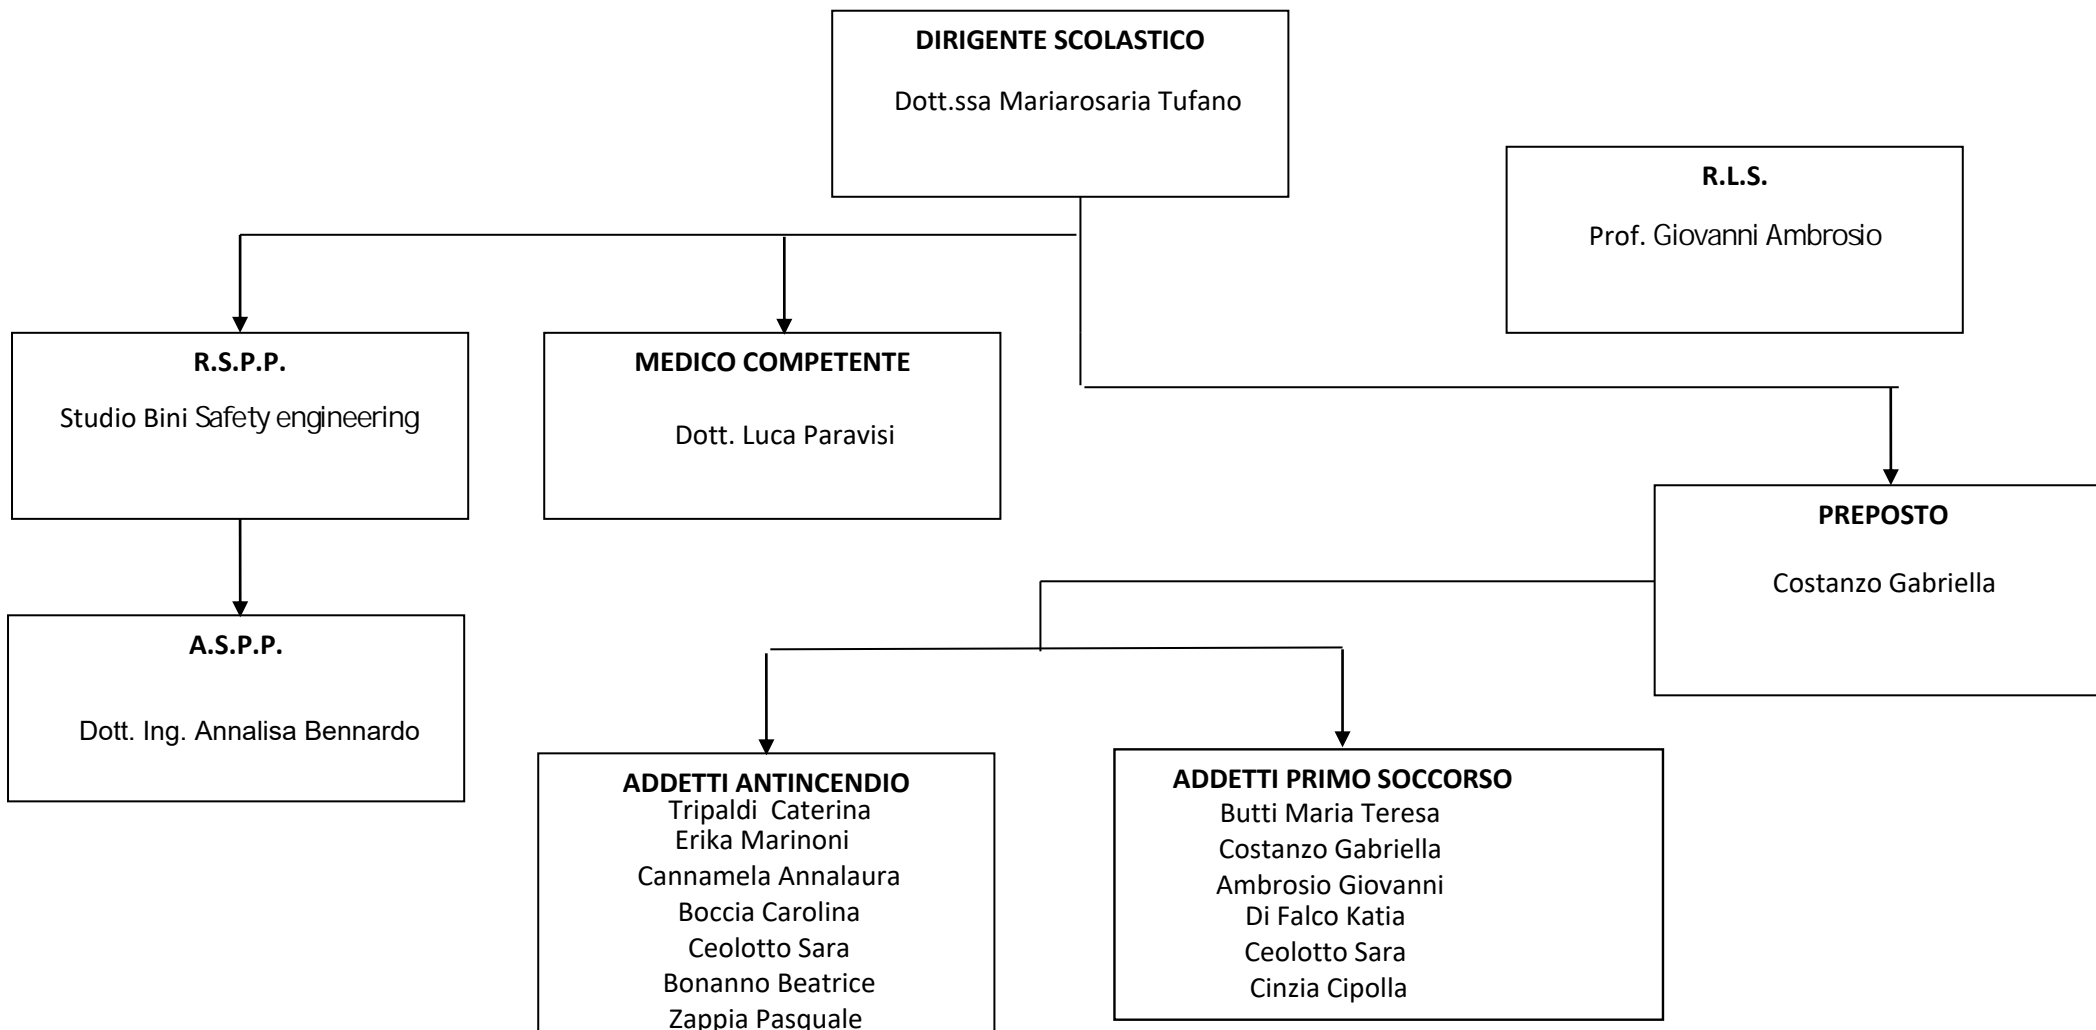 DIRIGENTE SCOLASTICO
Dott.ssa Mariarosaria Tufano
R.L.S.
Prof. Giovanni Ambrosio
R.S.P.P.
Studio Bini Safety engineering
MEDICO COMPETENTE
Dott. Luca Paravisi
PREPOSTO
Costanzo Gabriella
A.S.P.P.
Dott. Ing. Annalisa Bennardo
ADDETTI ANTINCENDIO
Tripaldi Caterina
Erika Marinoni
Cannamela Annalaura
Boccia Carolina
Ceolotto Sara
Bonanno Beatrice
Zappia Pasquale
ADDETTI PRIMO SOCCORSO
Butti Maria Teresa
Costanzo Gabriella
Ambrosio Giovanni
Di Falco Katia
Ceolotto Sara
Cinzia Cipolla